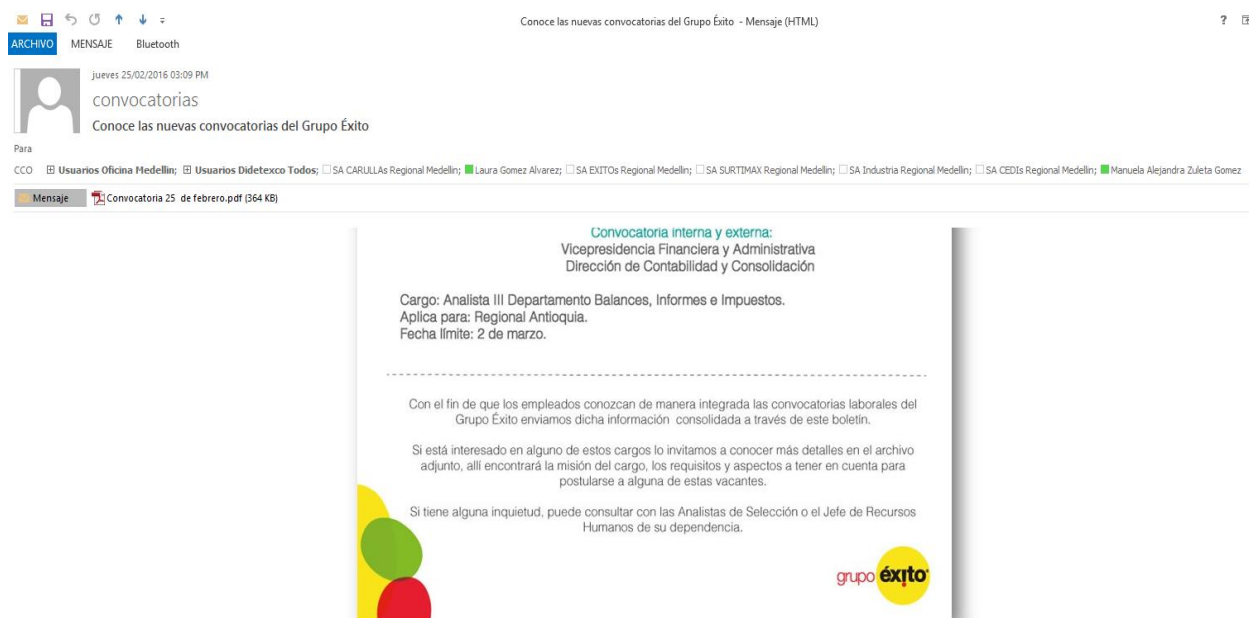 Conoce las nuevas convocatorias del Grupo Éxito - Mensaje (HTML)
ARCHIVO MENSAJE Bluetooth
jueves 25/02/2016 03:09 PM
convocatorias
Conoce las nuevas convocatorias del Grupo Éxito
Para
CCO Usuarios Oficina Medellin; Usuarios Didetexco Todos; SA CARULLAs Regional Medellin; Laura Gomez Alvarez; SA EXITOs Regional Medellin; SA SURTIMAX Regional Medellin; SA Industria Regional Medellin; SA CEDIs Regional Medellin; Manuela Alejandra Zuleta Gomez
Mensaje Convocatoria 25 de febrero.pdf (364 KB)
Convocatoria interna y externa:
Vicepresidencia Financiera y Administrativa
Dirección de Contabilidad y Consolidación
Cargo: Analista III Departamento Balances, Informes e Impuestos.
Aplica para: Regional Antioquia.
Fecha límite: 2 de marzo.
Con el fin de que los empleados conozcan de manera integrada las convocatorias laborales del
Grupo Éxito enviamos dicha información consolidada a través de este boletín.
Si está interesado en alguno de estos cargos lo invitamos a conocer más detalles en el archivo
adjunto, allí encontrará la misión del cargo, los requisitos y aspectos a tener en cuenta para
postularse a alguna de estas vacantes.
Si tiene alguna inquietud, puede consultar con las Analistas de Selección o el Jefe de Recursos
Humanos de su dependencia.
grupo éxito